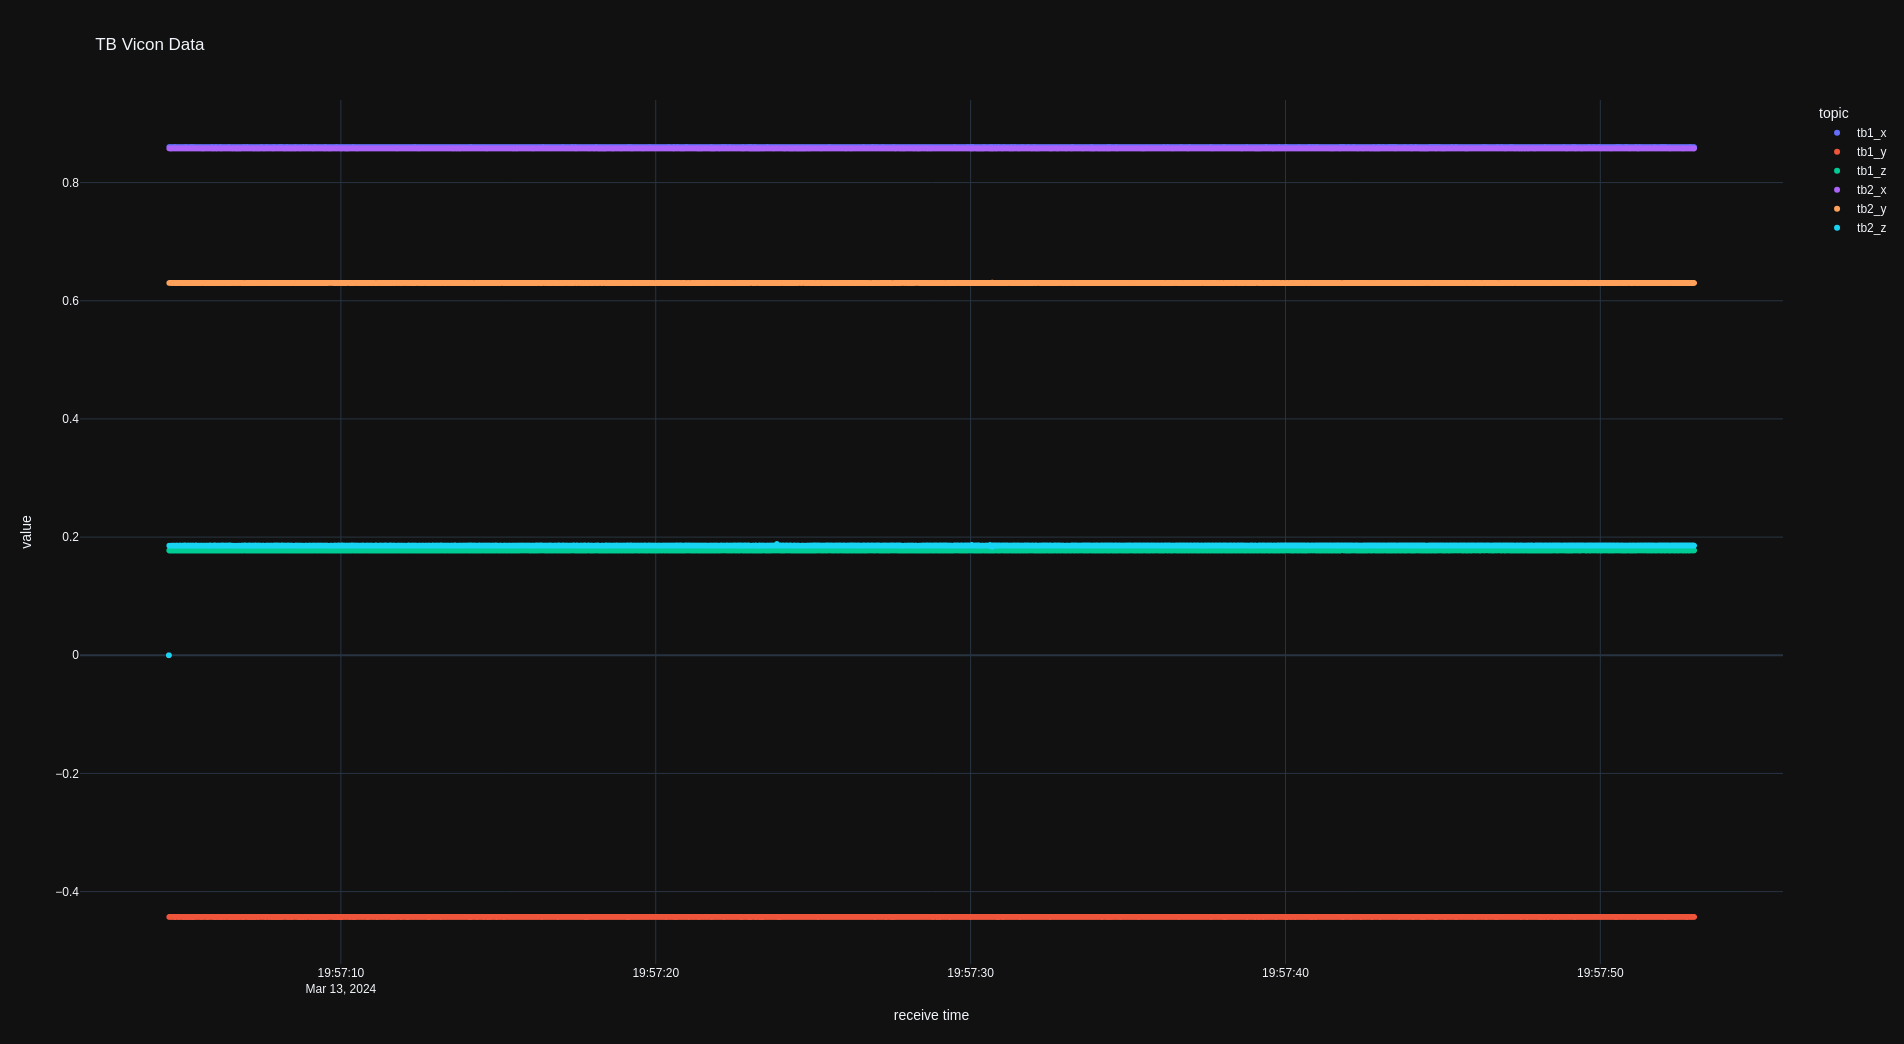 TB Vicon Data
topic
tb1_x
tb1_y
tb1_z
tb2_x
tb2_y
tb2_z
value
0.8
0.6
0.4
0.2
0
−0.2
−0.4
19:57:10 19:57:20 19:57:30 19:57:40 19:57:50
Mar 13, 2024
receive time